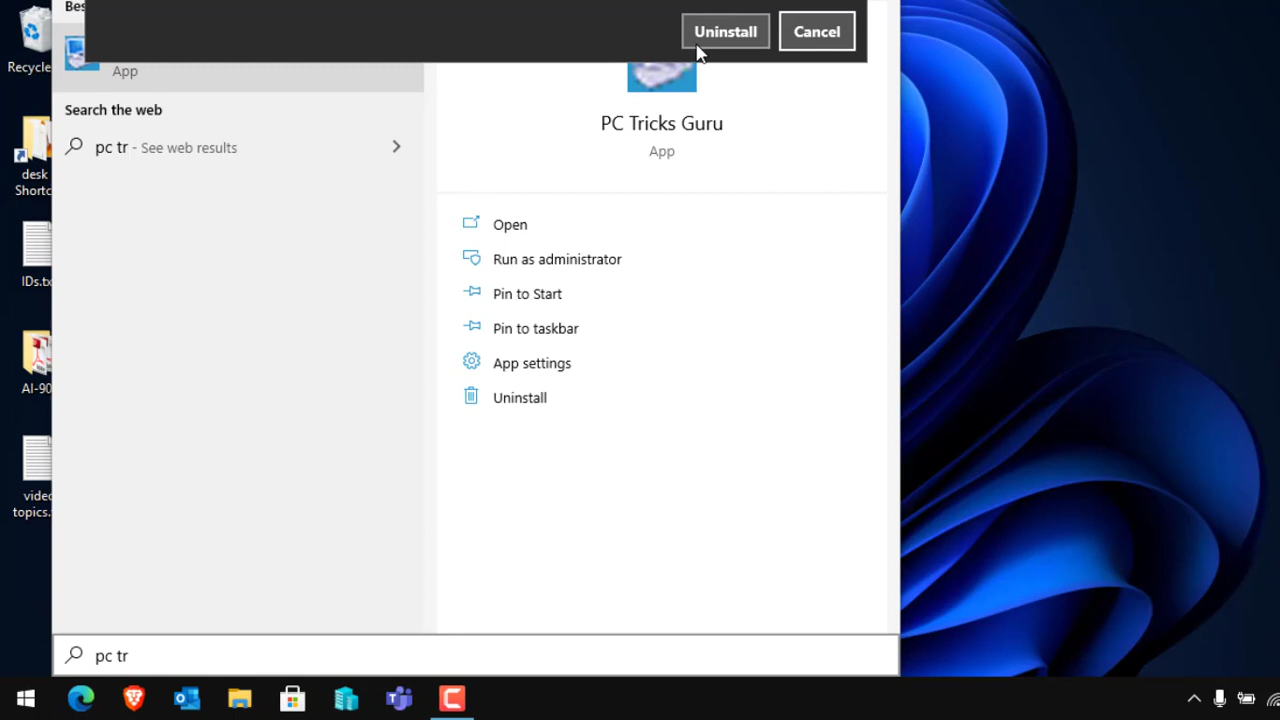 Bes
Uninstall
Cancel
App
Search the web
pc tr - See web results
PC Tricks Guru
App
Open
Run as administrator
Pin to Start
Pin to taskbar
App settings
Uninstall
Recycle
desk
Shortc
IDs.tx
AI-90
video
topics.
pc tr